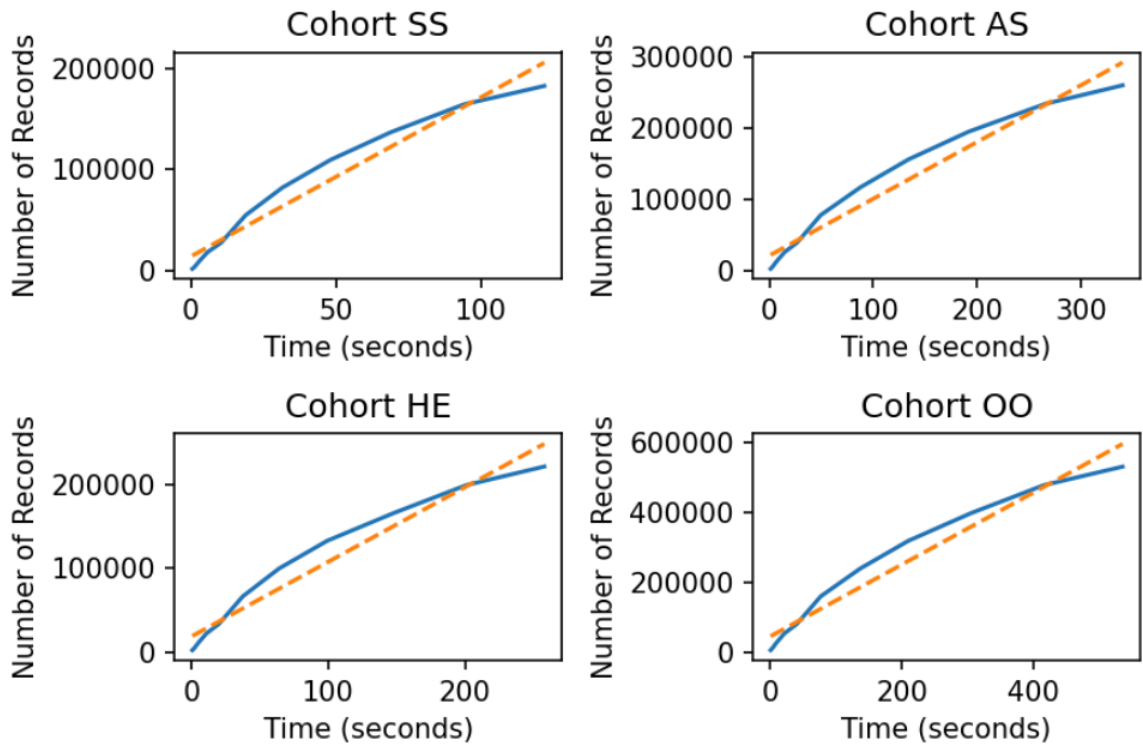 Cohort SS
Number of Records
200000
100000
0
0 50 100
Time (seconds)
Cohort AS
Number of Records
300000
200000
100000
0
0 100 200 300
Time (seconds)
Cohort HE
Number of Records
200000
100000
0
0 100 200
Time (seconds)
Cohort OO
Number of Records
600000
400000
200000
0
0 200 400
Time (seconds)